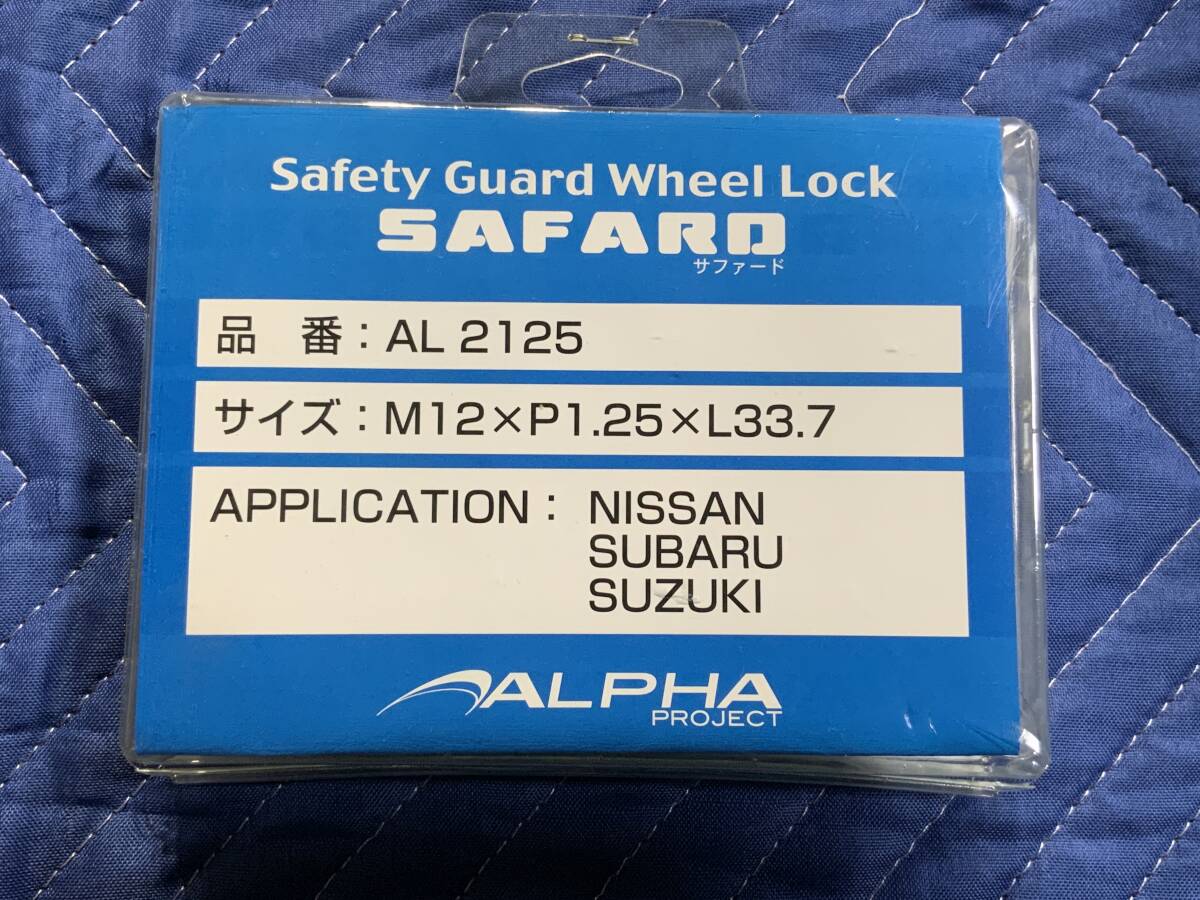 Safety Guard Wheel Lock
SAFARD
サファード
品 番：AL 2125
サイズ：M12×P1.25×L33.7
APPLICATION： NISSAN
SUBARU
SUZUKI
ALPHA
PROJECT